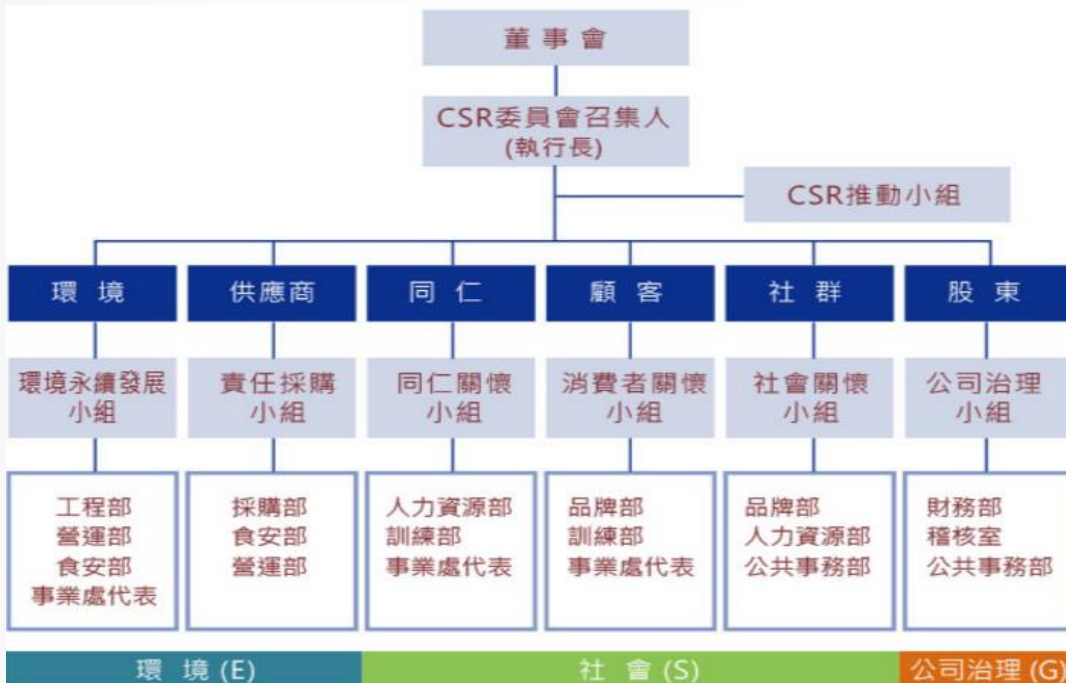 董事會
CSR委員會召集人
(執行長)
CSR推動小組
環境
供應商
同仁
顧客
社群
股東
環境永續發展
小組
責任採購
小組
同仁關懷
小組
消費者關懷
小組
社會關懷
小組
公司治理
小組
工程部
營運部
食安部
事業處代表
採購部
食安部
營運部
人力資源部
訓練部
事業處代表
品牌部
訓練部
事業處代表
品牌部
人力資源部
公共事務部
財務部
稽核室
公共事務部
環境(E)
社會(S)
公司治理(G)